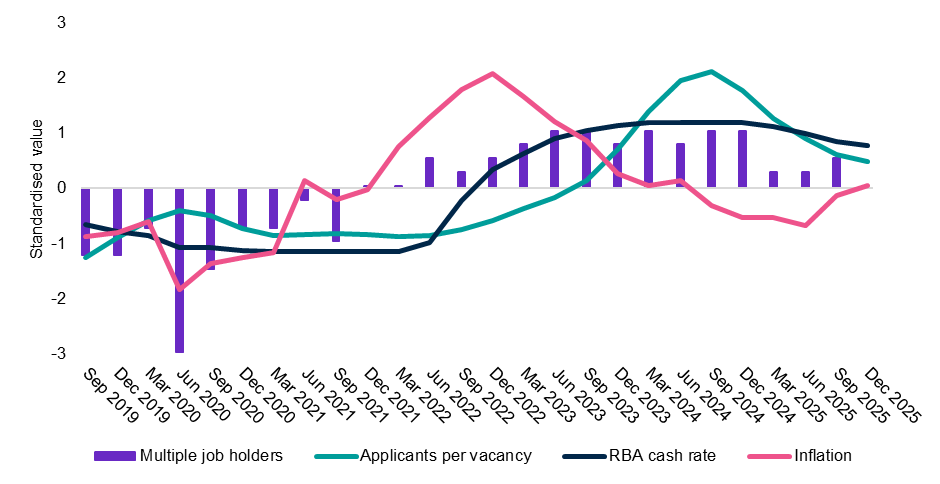 3
2
1
0
-1
-2
-3
Standardised value
Sep 2019
Dec 2019
Mar 2020
Jun 2020
Sep 2020
Dec 2020
Mar 2021
Jun 2021
Sep 2021
Dec 2021
Mar 2022
Jun 2022
Sep 2022
Dec 2022
Mar 2023
Jun 2023
Sep 2023
Dec 2023
Mar 2024
Jun 2024
Sep 2024
Dec 2024
Mar 2025
Jun 2025
Sep 2025
Dec 2025
Multiple job holders
Applicants per vacancy
RBA cash rate
Inflation